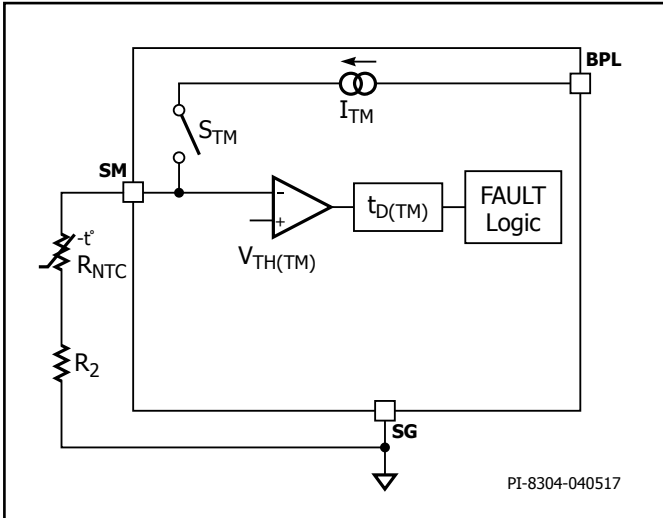 BPL
I_TM
S_TM
SM
-
+
V_TH(TM)
t_D(TM)
FAULT
Logic
-t°
R_NTC
R_2
SG
PI-8304-040517